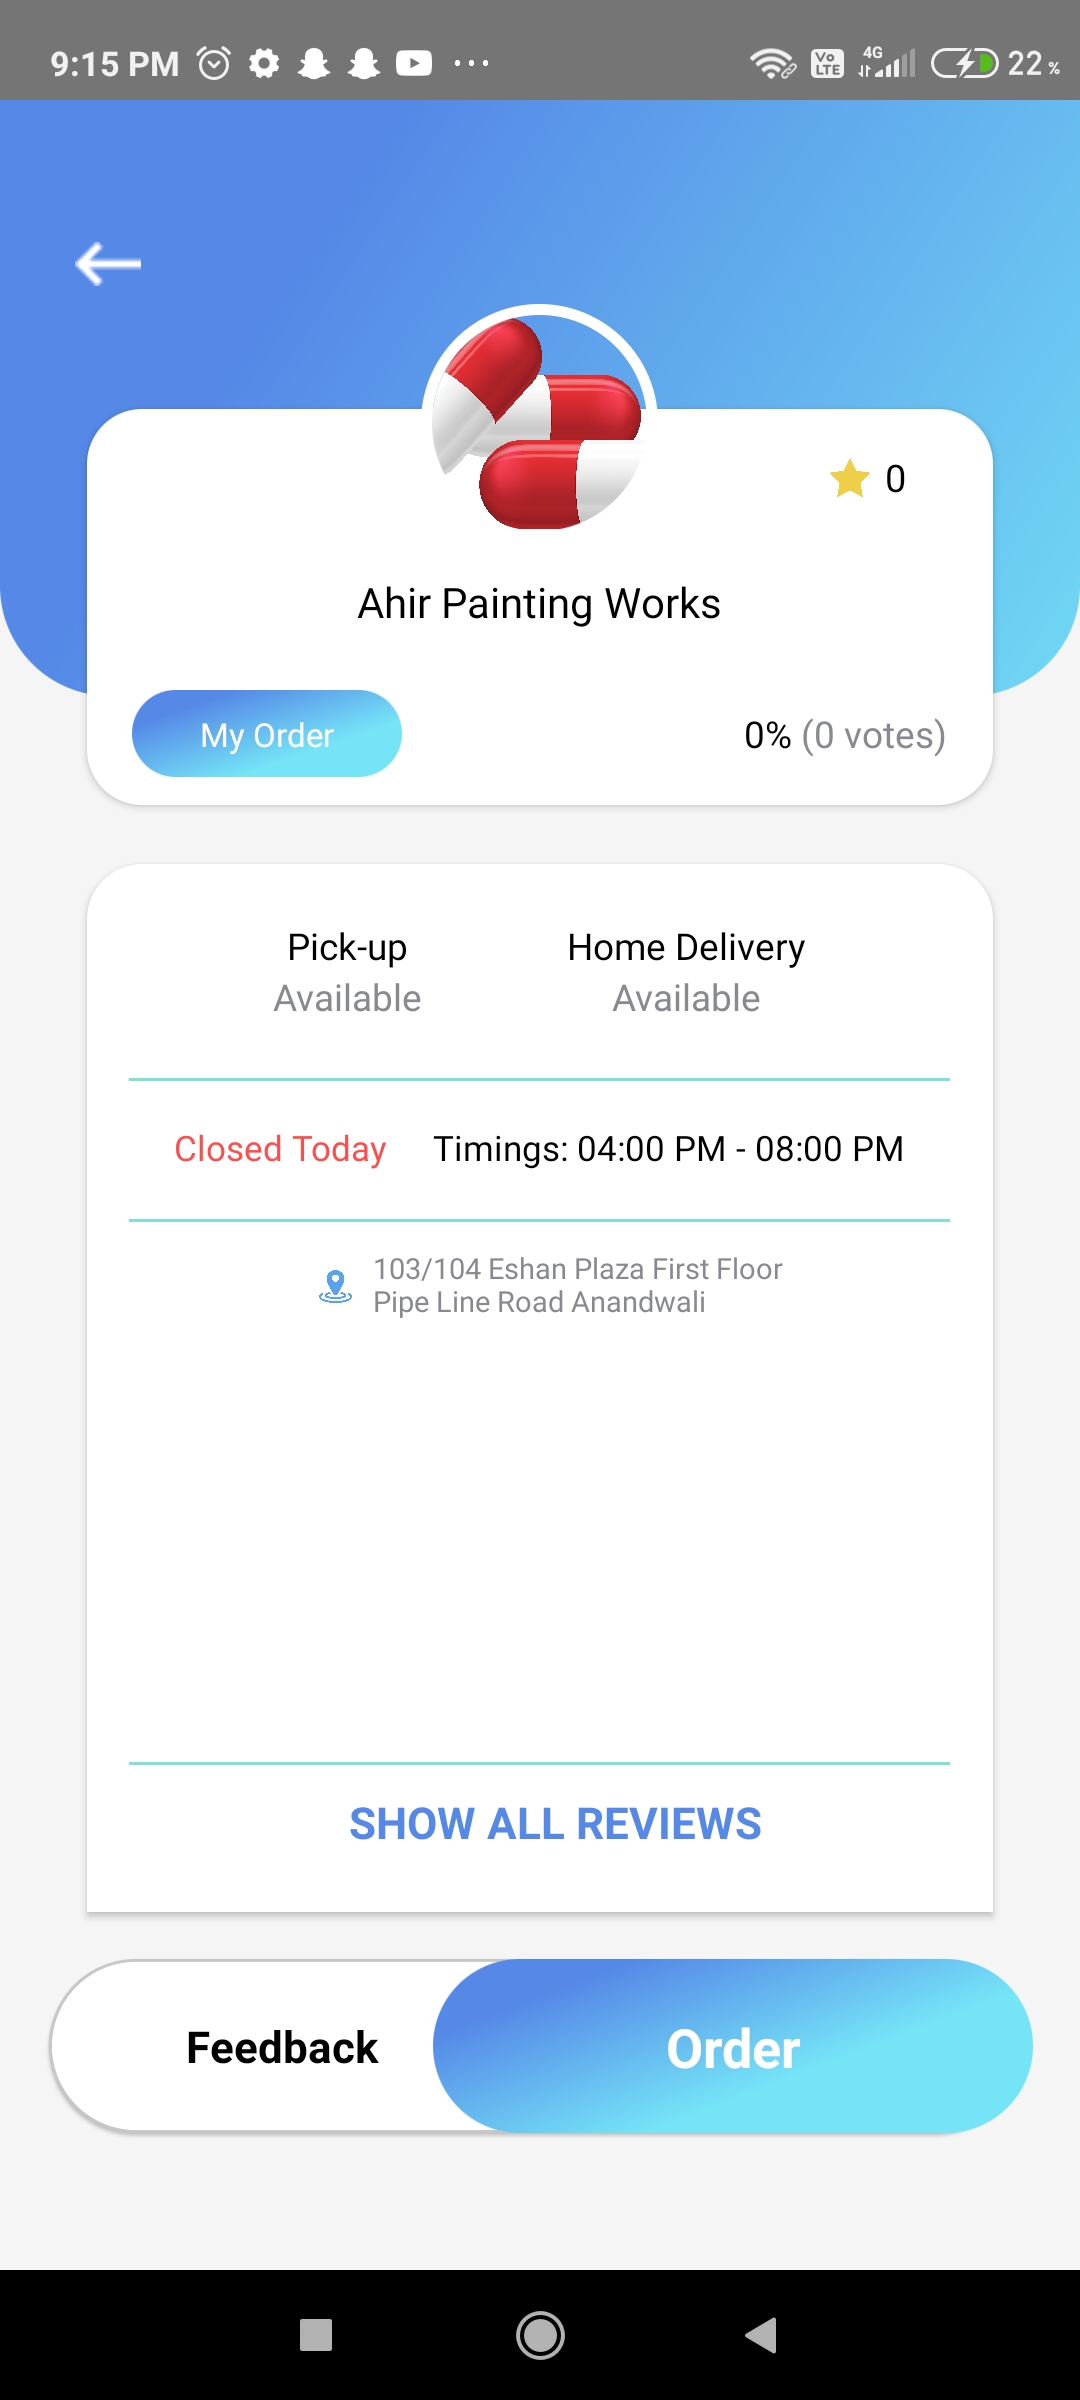 9:15 PM
Vo LTE 4G 22 %
0
Ahir Painting Works
My Order
0% (0 votes)
Pick-up Home Delivery
Available Available
Closed Today Timings: 04:00 PM - 08:00 PM
103/104 Eshan Plaza First Floor
Pipe Line Road Anandwali
SHOW ALL REVIEWS
Feedback Order